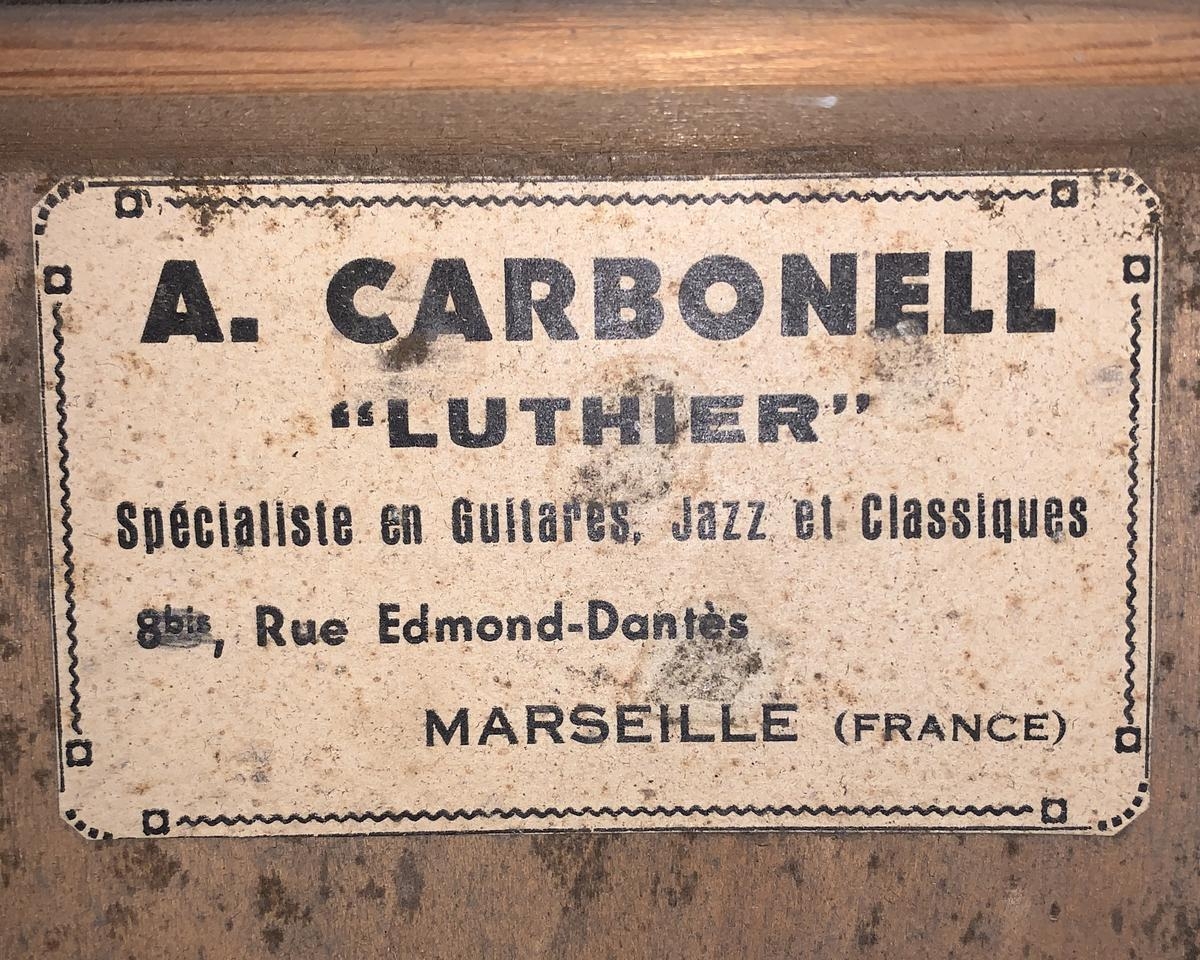 A. CARBONELL
“LUTHIER”
Spécialiste en Guitares, Jazz et Classiques
8bis, Rue Edmond-Dantès
MARSEILLE (FRANCE)